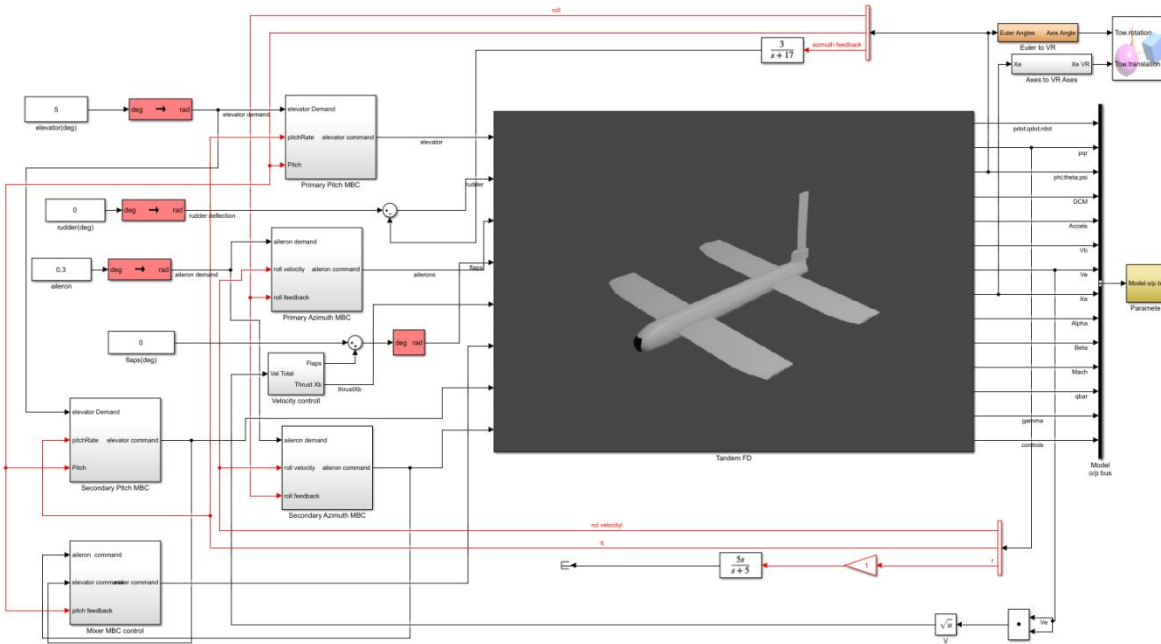 roll
azimuth feedback
3
s + 17
Euler Angles Axis Angle
Euler to VR
Xe Xe VR
Axes to VR Axes
Tow.rotation
Tow.translation
5
elevator(deg)
deg → rad
elevator demand
elevator Demand
pitchRate elevator command
Pitch
Primary Pitch MBC
elevator
0
rudder(deg)
deg → rad
rudder deflection
rudder
0.3
aileron
deg → rad
aileron demand
aileron demand
roll velocity aileron command
roll feedback
Primary Azimuth MBC
ailerons
flaps
0
flaps(deg)
deg rad
Vel Total
Flaps
Thrust Xb
Velocity controll
thrustXb
elevator Demand
pitchRate elevator command
Pitch
Secondary Pitch MBC
aileron demand
roll velocity aileron command
roll feedback
Secondary Azimuth MBC
aileron command
elevator command
pitch feedback
Mixer MBC control
Tandem FD
pdot;qdot;rdot
pqr
phi;theta;psi
DCM
Accels
Vb
Ve
Xe
Alpha
Beta
Mach
qbar
gamma
controls
Model
o/p bus
Model o/p b
Parameter
rol velocityl
q
r
5s
s + 5
1
√u
V
Ve